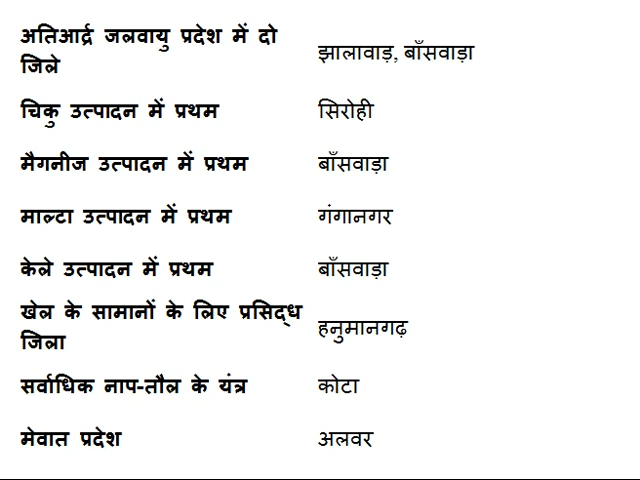 अतिआर्द्र जलवायु प्रदेश में दो
जिले
झालावाड़, बाँसवाड़ा
चिकु उत्पादन में प्रथम
सिरोही
मैगनीज उत्पादन में प्रथम
बाँसवाड़ा
माल्टा उत्पादन में प्रथम
गंगानगर
केले उत्पादन में प्रथम
बाँसवाड़ा
खेल के सामानों के लिए प्रसिद्ध
जिला
हनुमानगढ़
सर्वाधिक नाप-तौल के यंत्र
कोटा
मेवात प्रदेश
अलवर